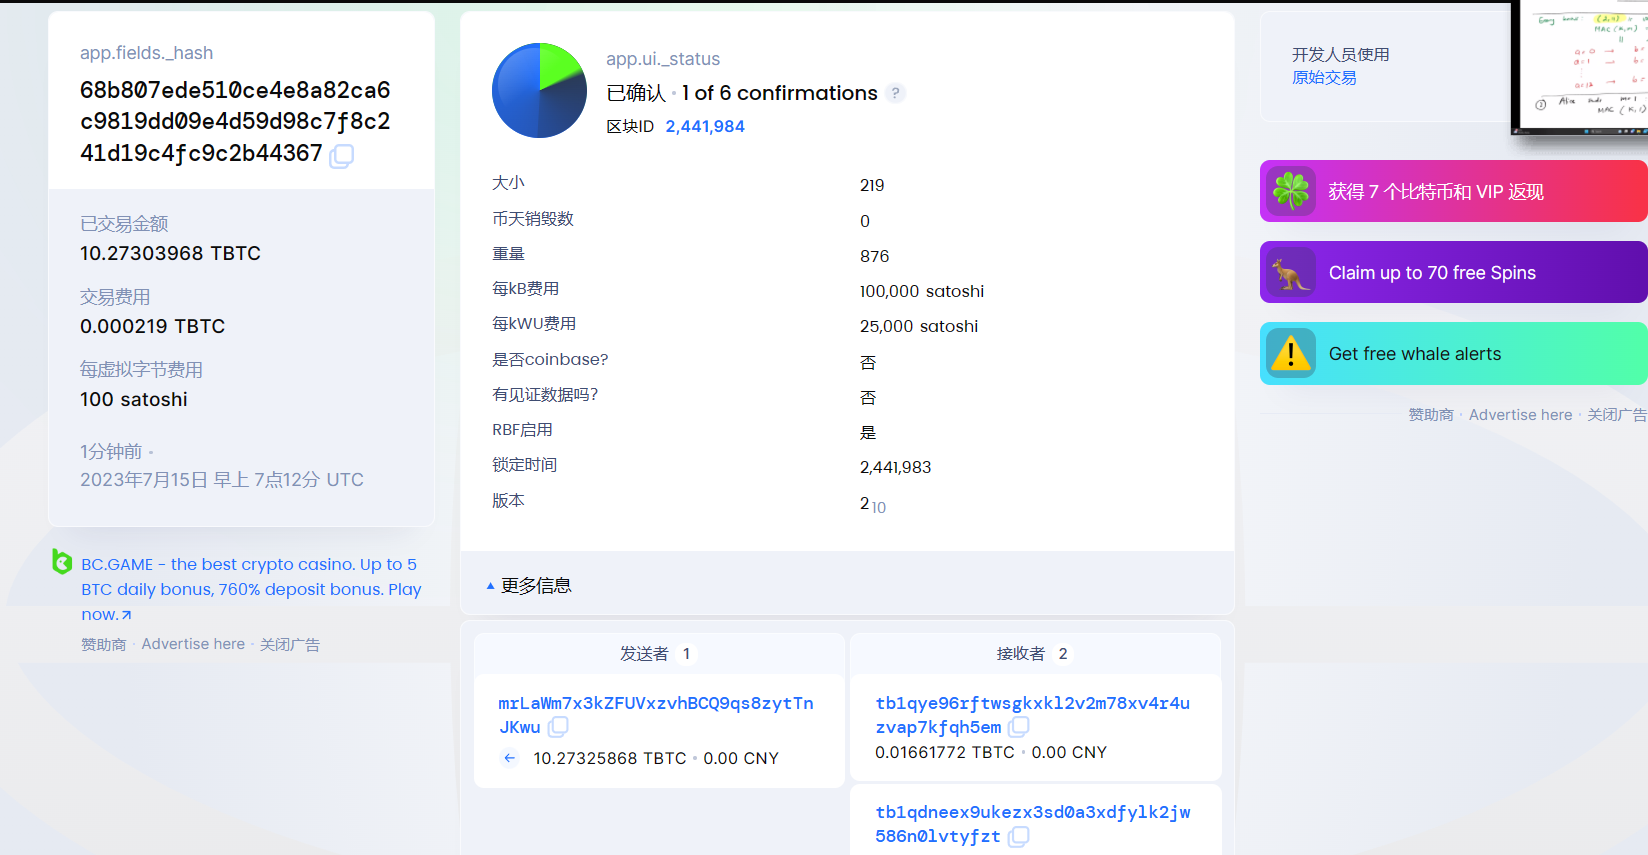 app.fields._hash
68b807ede510ce4e8a82ca6
c9819dd09e4d59d98c7f8c2
41d19c4fc9c2b44367
已交易金额
10.27303968 TBTC
交易费用
0.000219 TBTC
每虚拟字节费用
100 satoshi
1分钟前 •
2023年7月15日 早上 7点12分 UTC
BC.GAME - the best crypto casino. Up to 5
BTC daily bonus, 760% deposit bonus. Play
now.↗
赞助商 · Advertise here · 关闭广告
app.ui._status
已确认 • 1 of 6 confirmations ?
区块ID 2,441,984
大小 219
币天销毁数 0
重量 876
每kB费用 100,000 satoshi
每kWU费用 25,000 satoshi
是否coinbase? 否
有见证数据吗? 否
RBF启用 是
锁定时间 2,441,983
版本 2 10
▲ 更多信息
发送者 1
mrLaWm7x3kZFUVxzvhBCQ9qs8zytTn
JKwu
← 10.27325868 TBTC • 0.00 CNY
接收者 2
tb1qye96rftwsgkxkl2v2m78xv4r4u
zvap7kfqh5em
0.01661772 TBTC • 0.00 CNY
tb1qdneex9ukezx3sd0a3xdfylk2jw
586n0lvtyfzt
开发人员使用
原始交易
获得 7 个比特币和 VIP 返现
Claim up to 70 free Spins
Get free whale alerts
赞助商 · Advertise here · 关闭广告